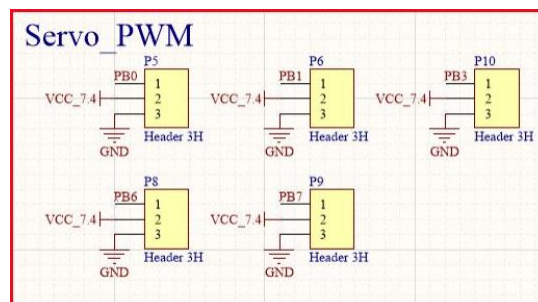 Servo_PWM
P5
PB0
VCC_7.4
1
2
3
GND
Header 3H
P6
PB1
VCC_7.4
1
2
3
GND
Header 3H
P10
PB3
VCC_7.4
1
2
3
GND
Header 3H
P8
PB6
VCC_7.4
1
2
3
GND
Header 3H
P9
PB7
VCC_7.4
1
2
3
GND
Header 3H